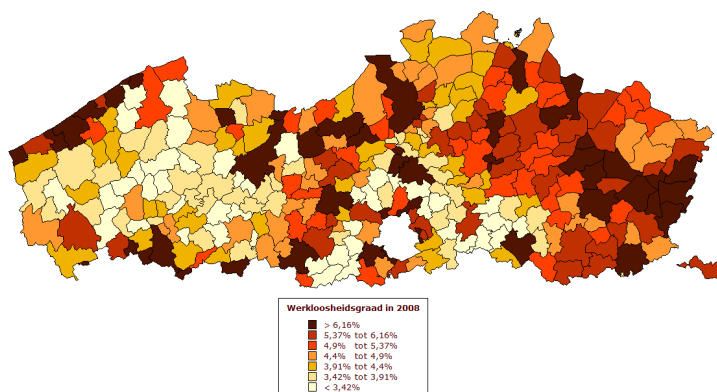 Werkloosheidsgraad in 2008
> 6,16%
5,37% tot 6,16%
4,9% tot 5,37%
4,4% tot 4,9%
3,91% tot 4,4%
3,42% tot 3,91%
< 3,42%